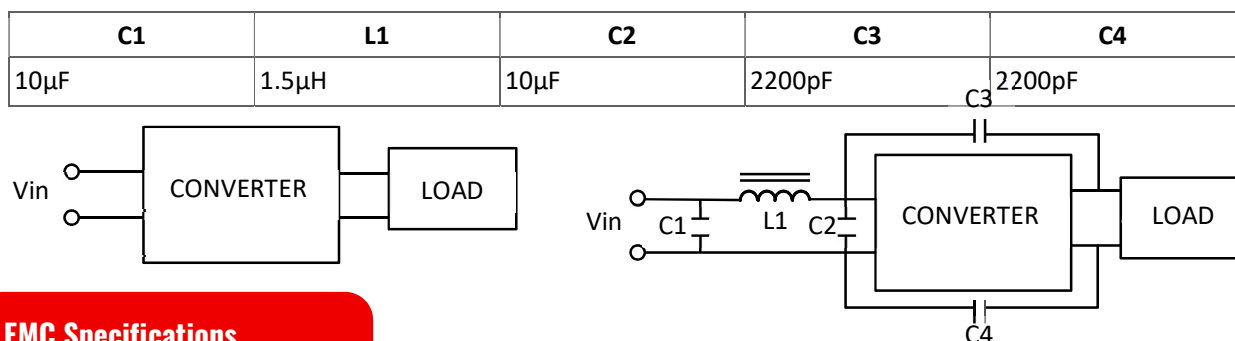 C1 L1 C2 C3 C4
10µF 1.5µH 10µF 2200pF 2200pF
C3
Vin CONVERTER LOAD
Vin C1 L1 C2 CONVERTER LOAD
C4
EMC Specifications